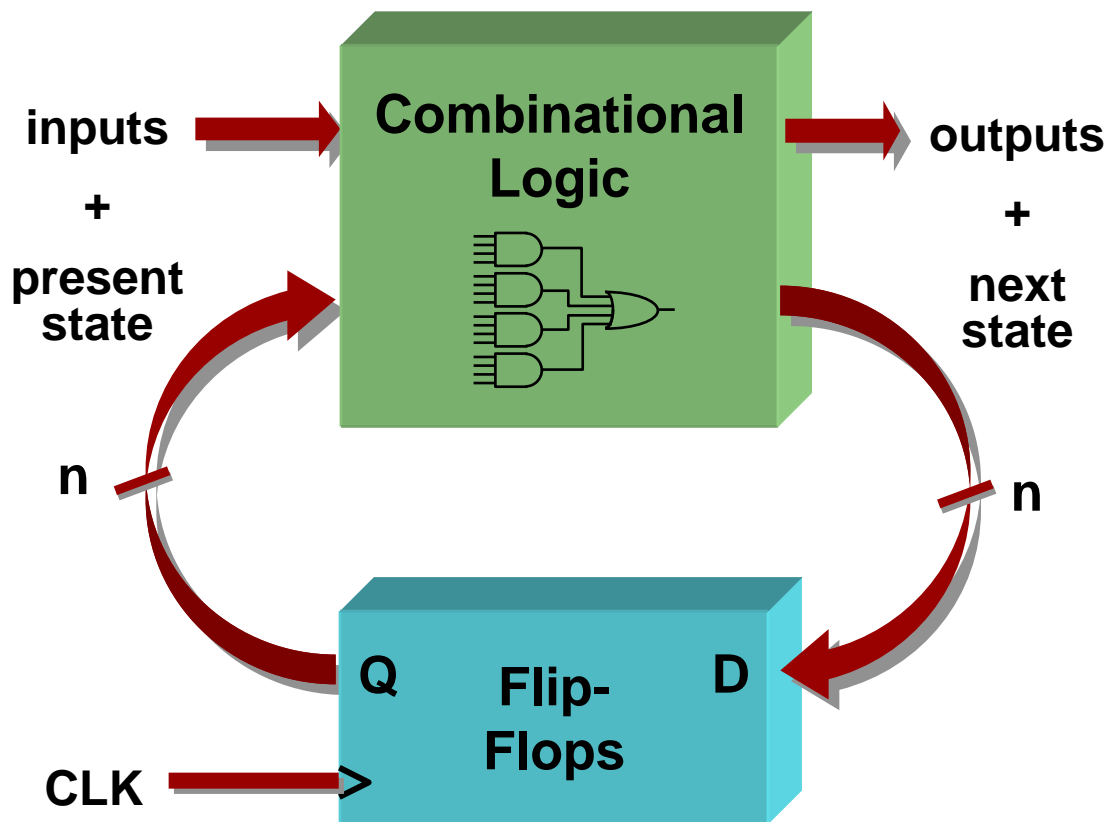 Combinational
Logic
inputs
+
present
state
outputs
+
next
state
n
n
Q
D
Flip-
Flops
CLK